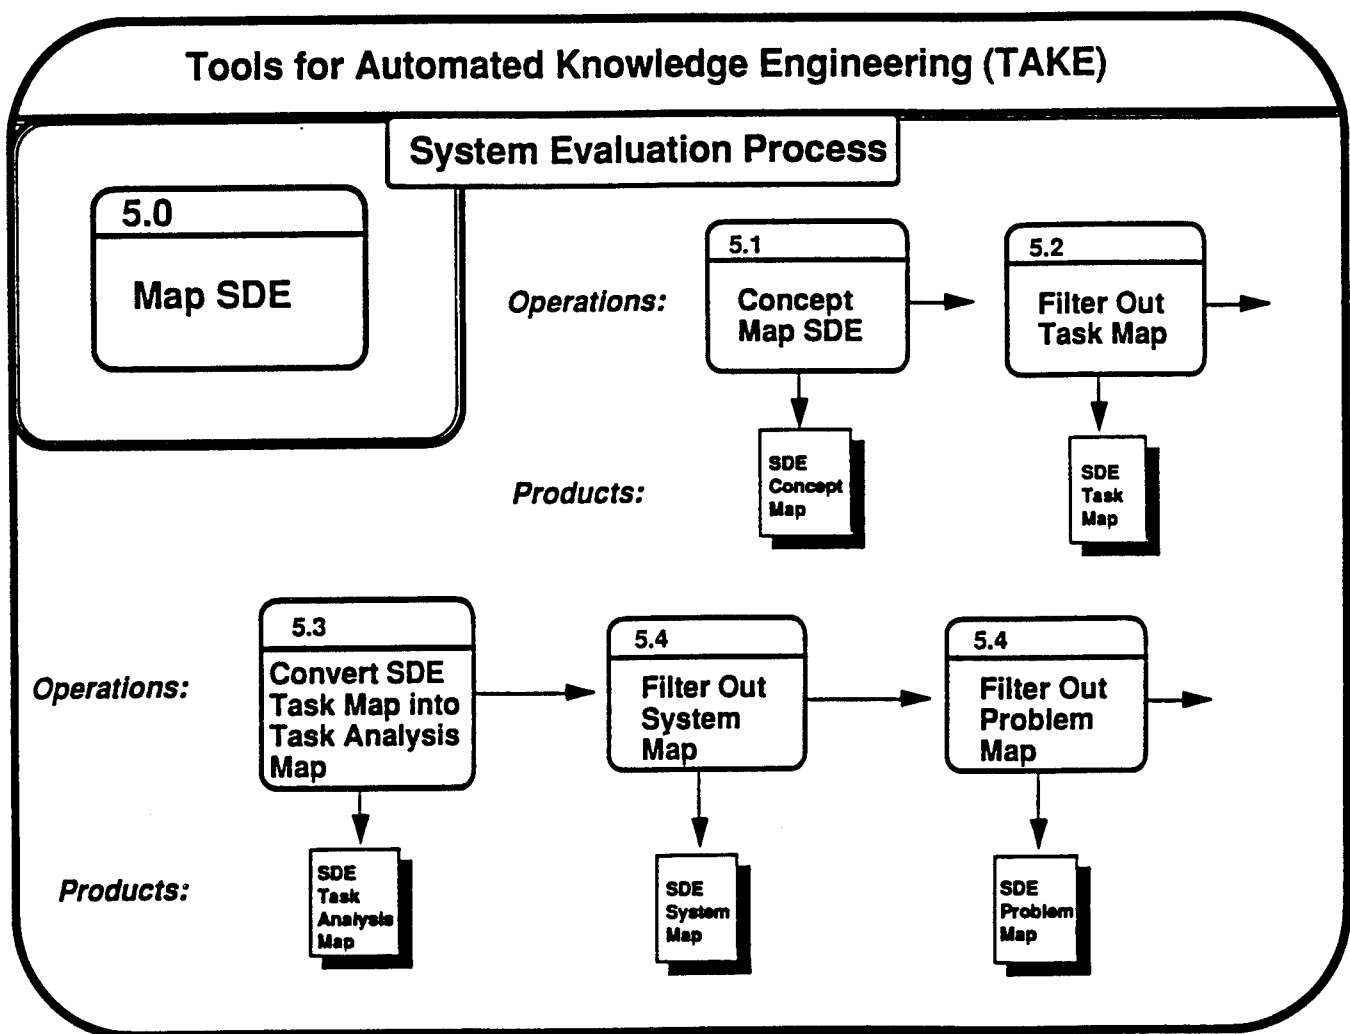 Tools for Automated Knowledge Engineering (TAKE)
System Evaluation Process
5.0
Map SDE
Operations:
5.1
Concept
Map SDE
5.2
Filter Out
Task Map
Products:
SDE
Concept
Map
SDE
Task
Map
Operations:
5.3
Convert SDE
Task Map into
Task Analysis
Map
5.4
Filter Out
System
Map
5.4
Filter Out
Problem
Map
Products:
SDE
Task
Analysis
Map
SDE
System
Map
SDE
Problem
Map